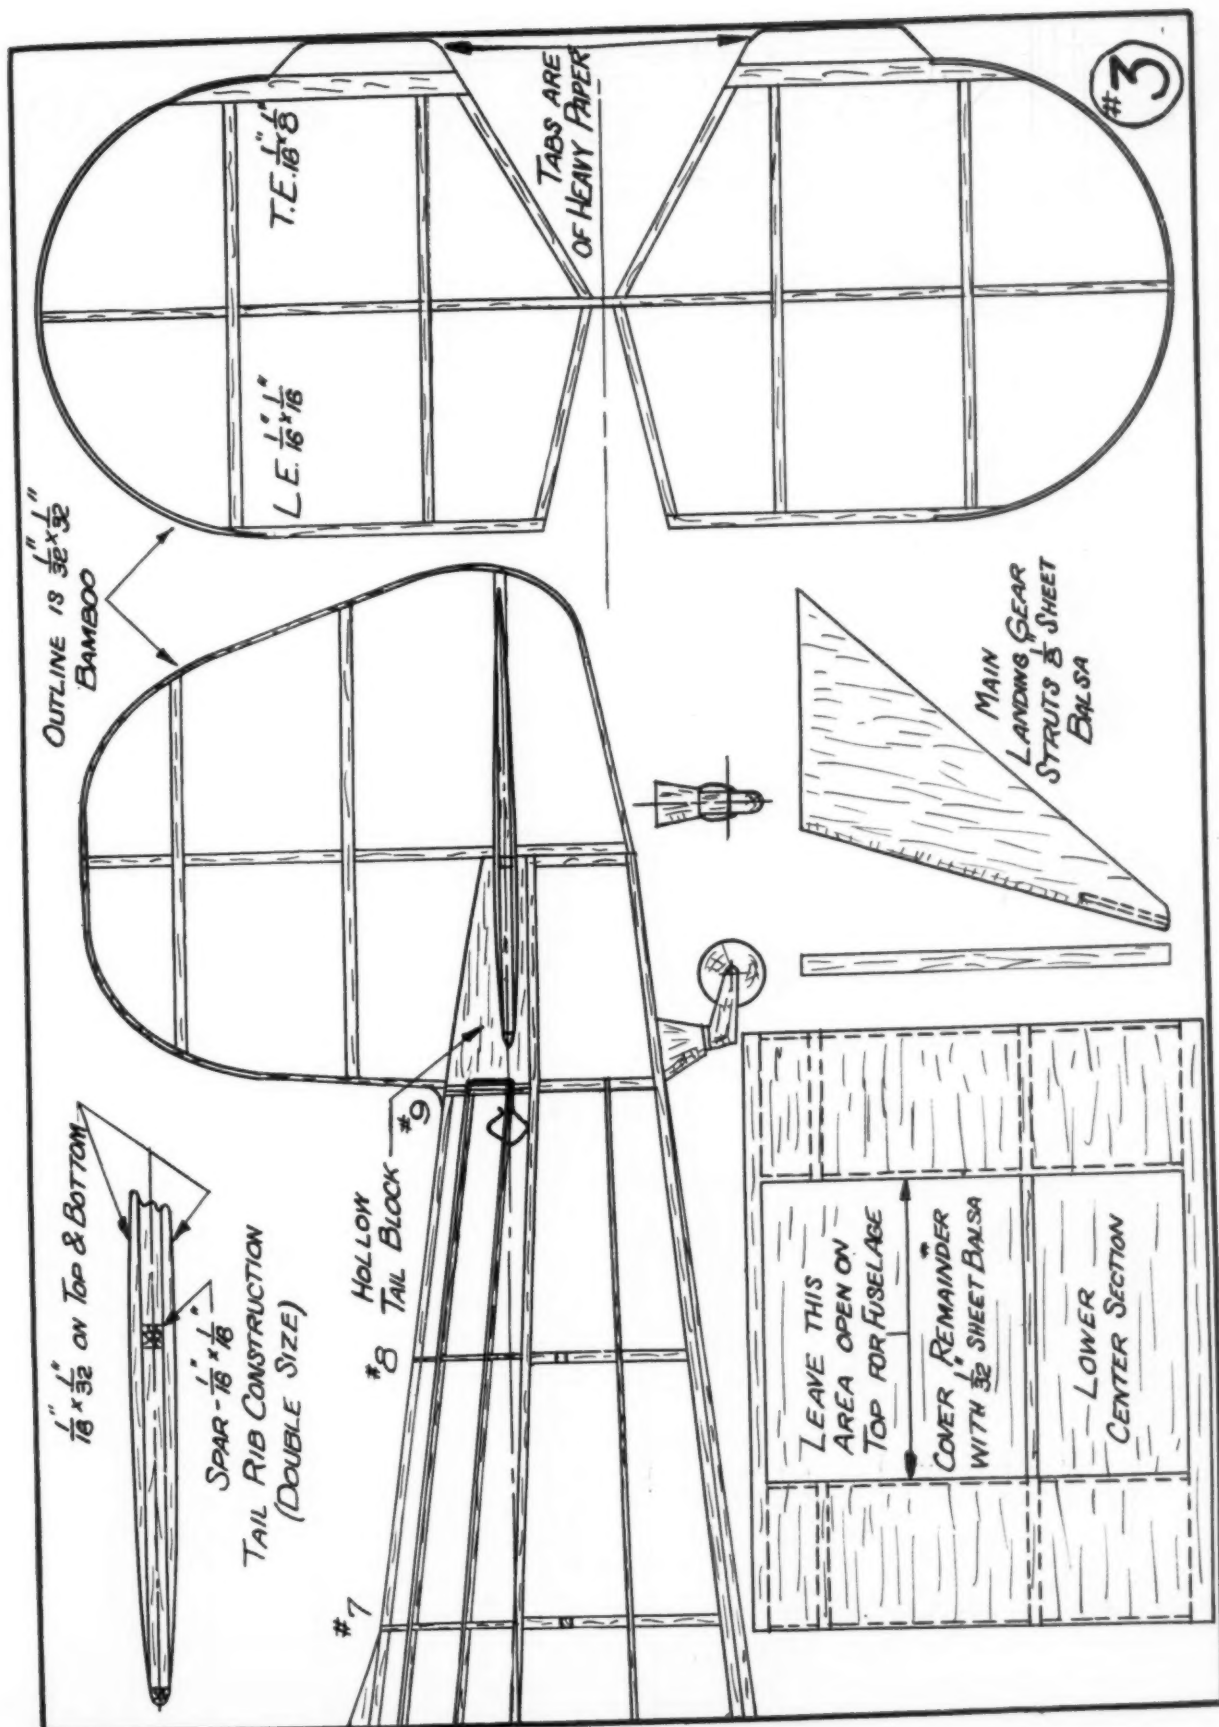 #3
TABS ARE
OF HEAVY PAPER
T.E. 1/16" x 1/8"
L.E. 1/16" x 1/16"
OUTLINE IS 1/32" x 1/32"
BAMBOO
MAIN
LANDING GEAR
STRUTS 1/8" SHEET
BALSA
1/16" x 1/32" ON TOP & BOTTOM
SPAR - 1/16" x 1/16"
TAIL RIB CONSTRUCTION
(DOUBLE SIZE)
HOLLOW
TAIL BLOCK
#9
#8
#7
LEAVE THIS
AREA OPEN ON
TOP FOR FUSELAGE
COVER REMAINDER
WITH 1/32" SHEET BALSA
LOWER
CENTER SECTION